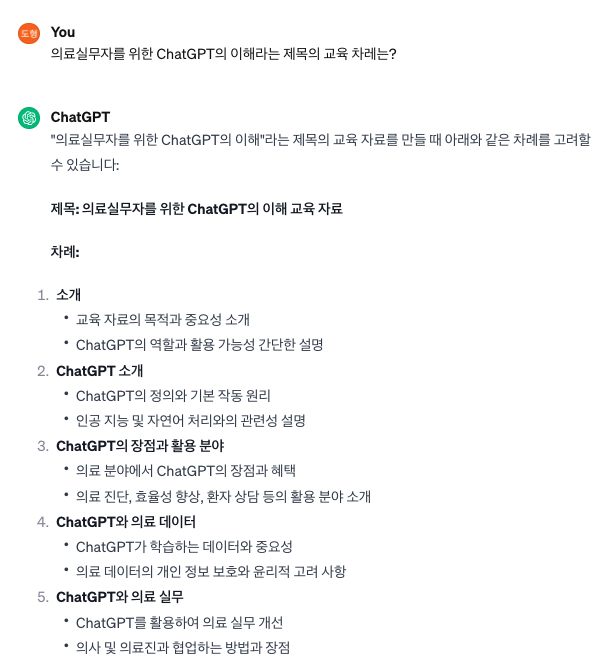 도형
You
의료실무자를 위한 ChatGPT의 이해라는 제목의 교육 차레는?
ChatGPT
"의료실무자를 위한 ChatGPT의 이해"라는 제목의 교육 자료를 만들 때 아래와 같은 차례를 고려할
수 있습니다:
제목: 의료실무자를 위한 ChatGPT의 이해 교육 자료
차례:
1. 소개
• 교육 자료의 목적과 중요성 소개
• ChatGPT의 역할과 활용 가능성 간단한 설명
2. ChatGPT 소개
• ChatGPT의 정의와 기본 작동 원리
• 인공 지능 및 자연어 처리와의 관련성 설명
3. ChatGPT의 장점과 활용 분야
• 의료 분야에서 ChatGPT의 장점과 혜택
• 의료 진단, 효율성 향상, 환자 상담 등의 활용 분야 소개
4. ChatGPT와 의료 데이터
• ChatGPT가 학습하는 데이터와 중요성
• 의료 데이터의 개인 정보 보호와 윤리적 고려 사항
5. ChatGPT와 의료 실무
• ChatGPT를 활용하여 의료 실무 개선
• 의사 및 의료진과 협업하는 방법과 장점